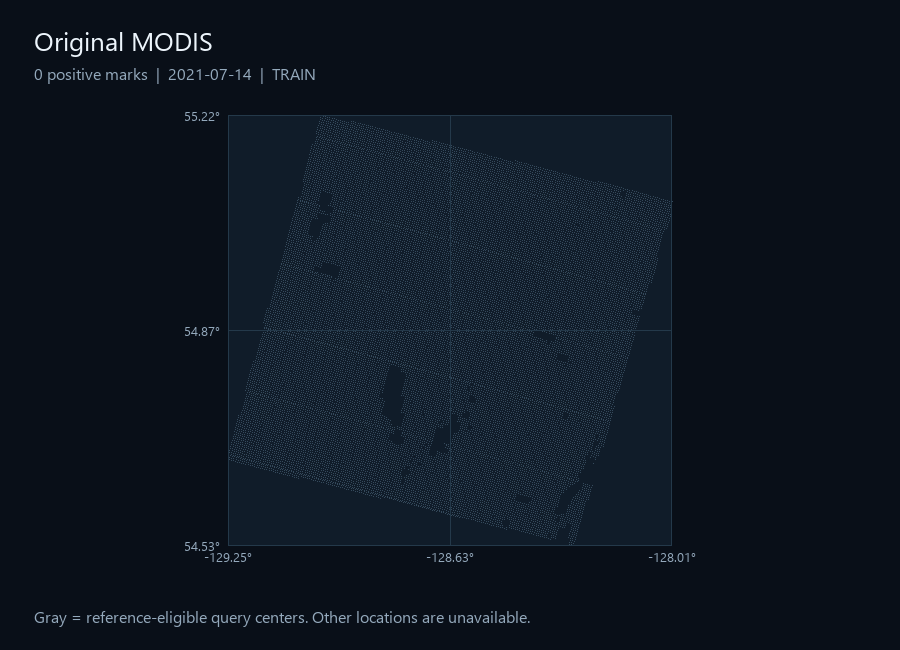 Original MODIS
0 positive marks | 2021-07-14 | TRAIN
55.22°
54.87°
54.53°
-129.25°
-128.63°
-128.01°
Gray = reference-eligible query centers. Other locations are unavailable.